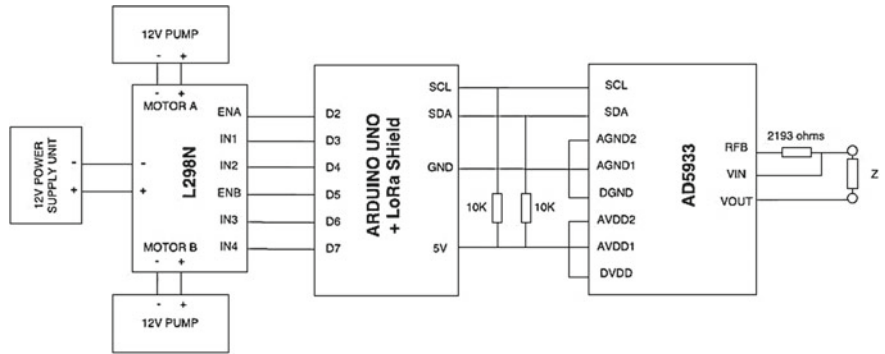 12V PUMP
- +
- +
MOTOR A
12V POWER
SUPPLY UNIT
-
+
-
+
L298N
ENA
IN1
IN2
ENB
IN3
IN4
MOTOR B
+
-
- +
12V PUMP
D2
D3
D4
D5
D6
D7
ARDUINO UNO
+ LoRa SHield
SCL
SDA
GND
5V
10K
10K
SCL
SDA
AGND2
AGND1
DGND
AVDD2
AVDD1
DVDD
AD5933
RFB
VIN
VOUT
2193 ohms
Z